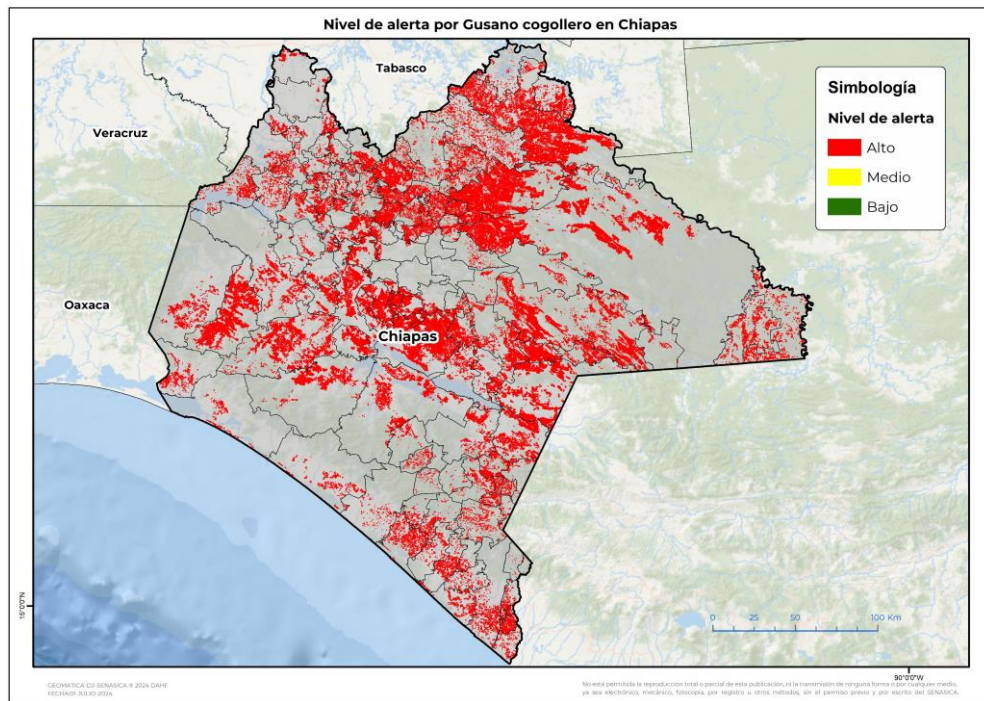 Nivel de alerta por Gusano cogollero en Chiapas
Tabasco
Veracruz
Oaxaca
Chiapas
Simbología
Nivel de alerta
Alto
Medio
Bajo
0 25 50 100 Km
15°0'0"N
90°0'0"W
GEOMATICA-CD SENASICA ® 2024 DAHF
FECHA:01-JULIO-2024
No está permitida la reproducción total o parcial de esta publicación, ni la transmisión de ninguna forma o por cualquier medio,
ya sea electrónico, mecánico, fotocopia, por registro u otros métodos, sin el permiso previo y por escrito del SENASICA.